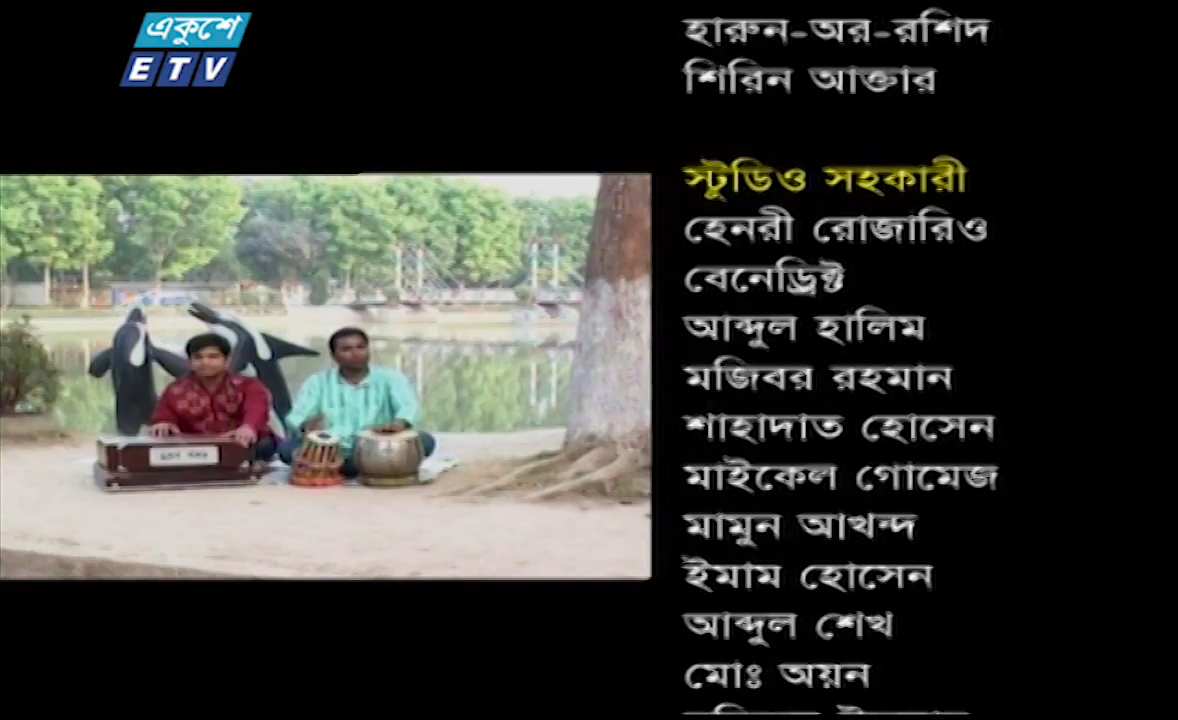 একুশে
ETV
হারুন-অর-রশিদ
শিরিন আক্তার
স্টুডিও সহকারী
হেনরী রোজারিও
বেনেড্রিক্ট
আব্দুল হালিম
মজিবর রহমান
শাহাদাত হোসেন
মাইকেল গোমেজ
মামুন আখন্দ
ইমাম হোসেন
আব্দুল শেখ
মোঃ অয়ন